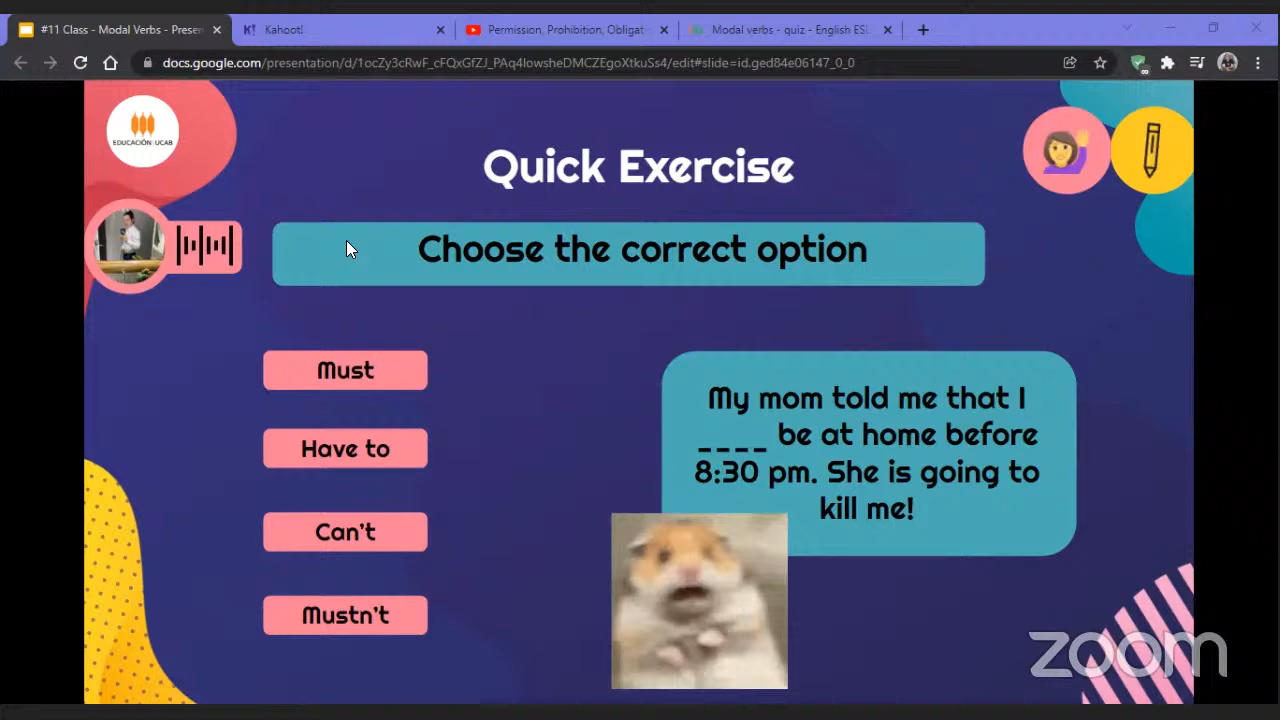 #11 Class - Modal Verbs - Presen
Kahoot!
Permission, Prohibition, Obligat
Modal verbs - quiz - English ESL
docs.google.com/presentation/d/1ocZy3cRwF_cFQxGfZJ_PAq4lowsheDMCZEgoXtkuSs4/edit#slide=id.ged84e06147_0_0
EDUCACIÓN UCAB
Quick Exercise
Choose the correct option
Must
Have to
Can't
Mustn't
My mom told me that I
____ be at home before
8:30 pm. She is going to
kill me!
zoom